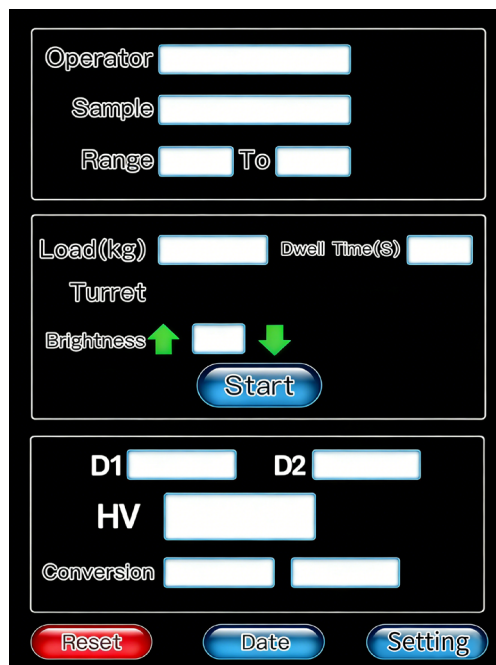 Operator
Sample
Range To
Load(kg) Dwell Time(S)
Turret
Brightness
Start
D1 D2
HV
Conversion
Reset Date Setting